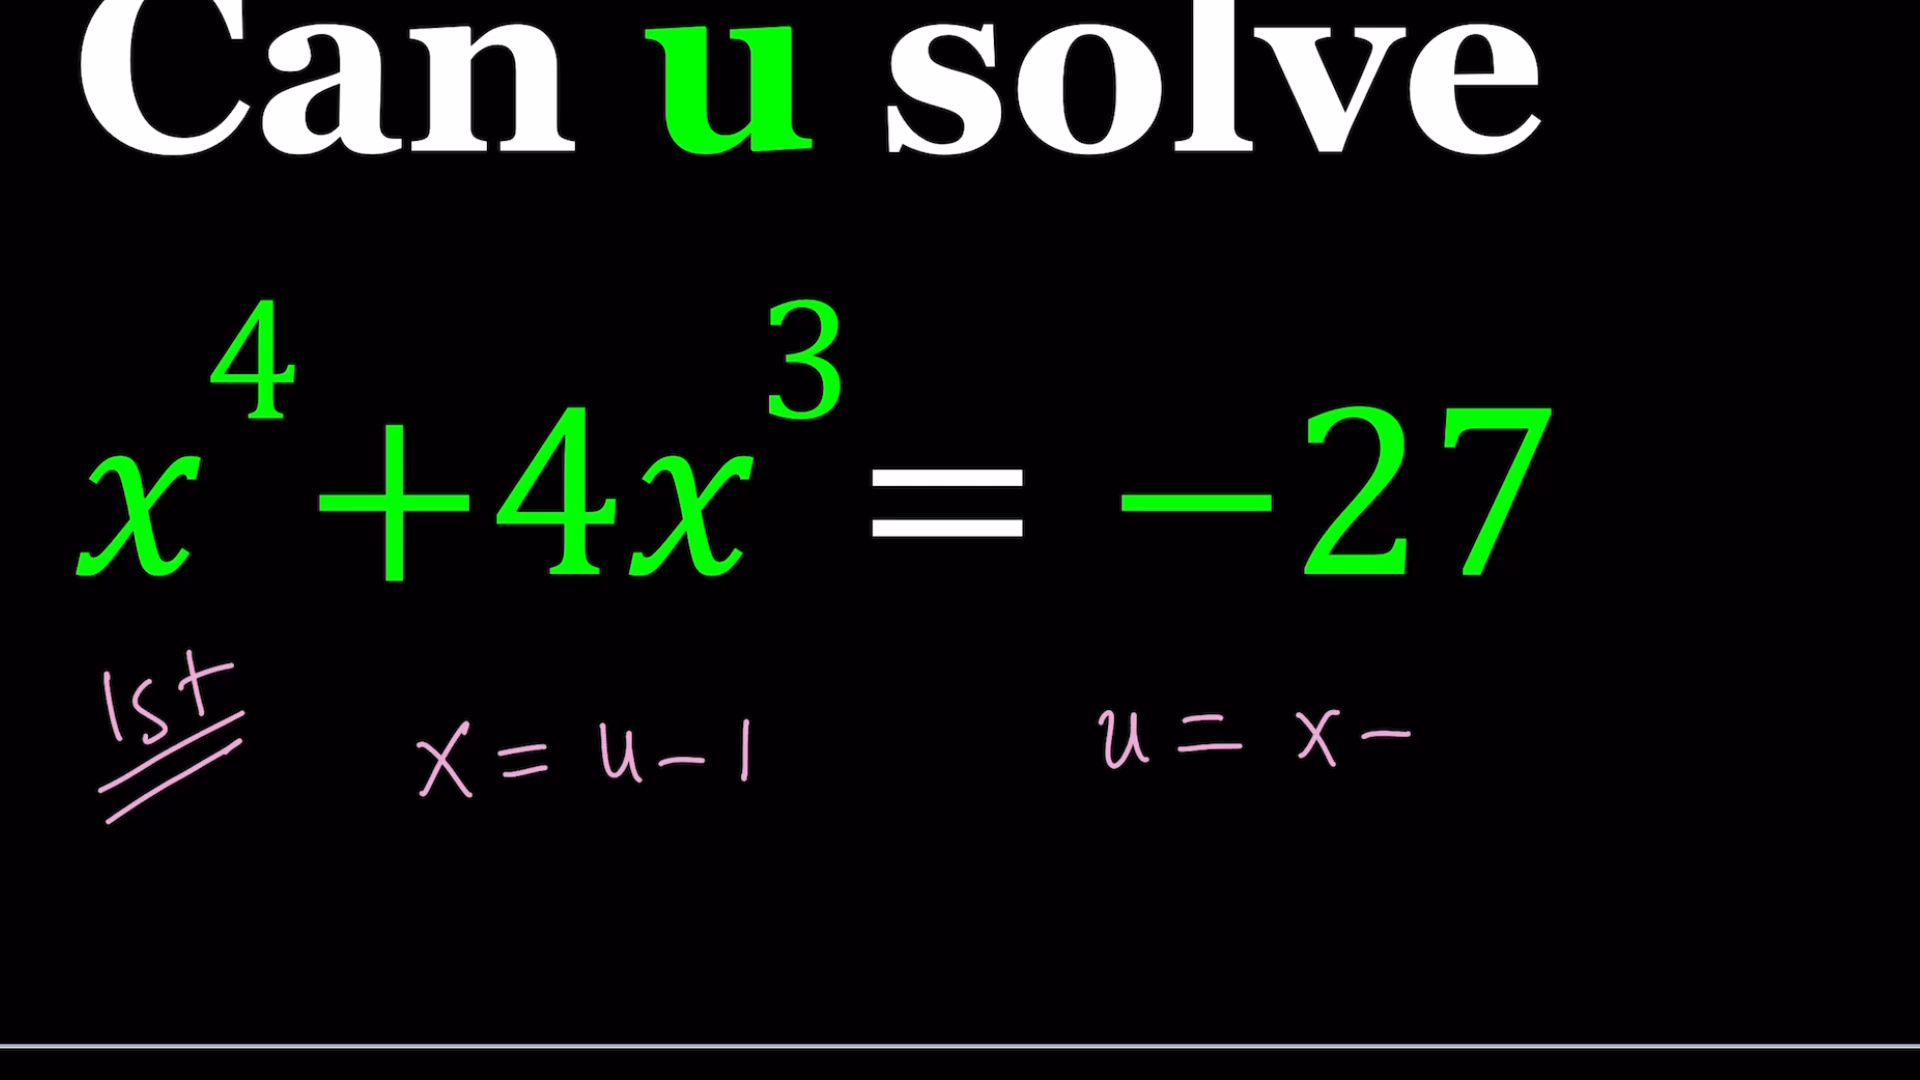 Can u solve
x⁴+4x³=−27
1st x = u − 1 u = x −